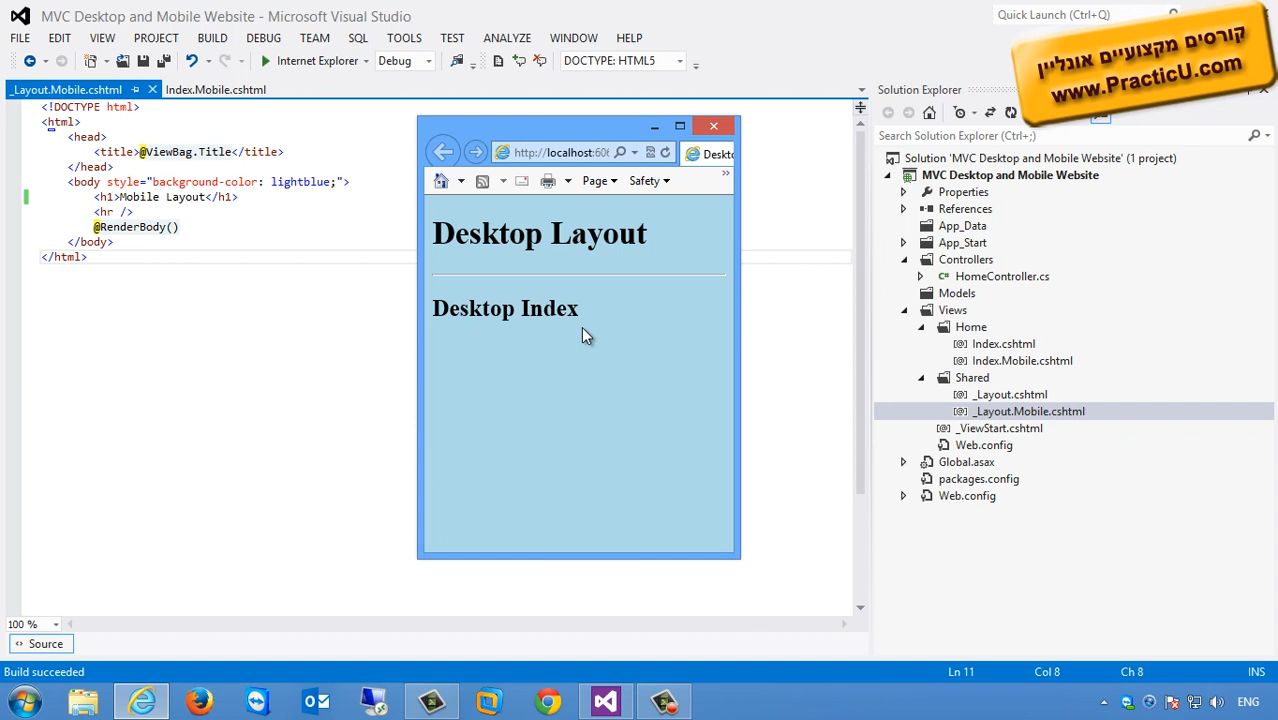 MVC Desktop and Mobile Website - Microsoft Visual Studio
Quick Launch (Ctrl+Q)
קורסים מקצועיים אונליין
www.PracticU.com
FILE EDIT VIEW PROJECT BUILD DEBUG TEAM SQL TOOLS TEST ANALYZE WINDOW HELP
Internet Explorer Debug DOCTYPE: HTML5
_Layout.Mobile.cshtml Index.Mobile.cshtml
<!DOCTYPE html>
<html>
<head>
<title>@ViewBag.Title</title>
</head>
<body style="background-color: lightblue;">
<h1>Mobile Layout</h1>
<hr />
@RenderBody()
</body>
</html>
100 %
Source
http://localhost:606 Deskto
Page Safety
Desktop Layout
Desktop Index
Solution Explorer
Search Solution Explorer (Ctrl+;)
Solution 'MVC Desktop and Mobile Website' (1 project)
MVC Desktop and Mobile Website
Properties
References
App_Data
App_Start
Controllers
HomeController.cs
Models
Views
Home
Index.cshtml
Index.Mobile.cshtml
Shared
_Layout.cshtml
_Layout.Mobile.cshtml
_ViewStart.cshtml
Web.config
Global.asax
packages.config
Web.config
Build succeeded Ln 11 Col 8 Ch 8 INS
ENG